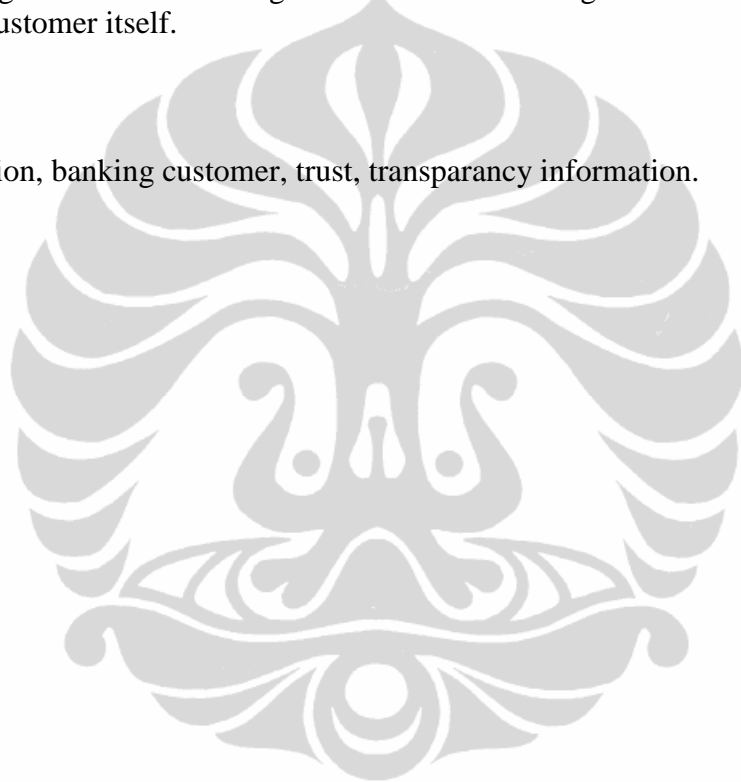 ustomer itself.
ion, banking customer, trust, transparancy information.